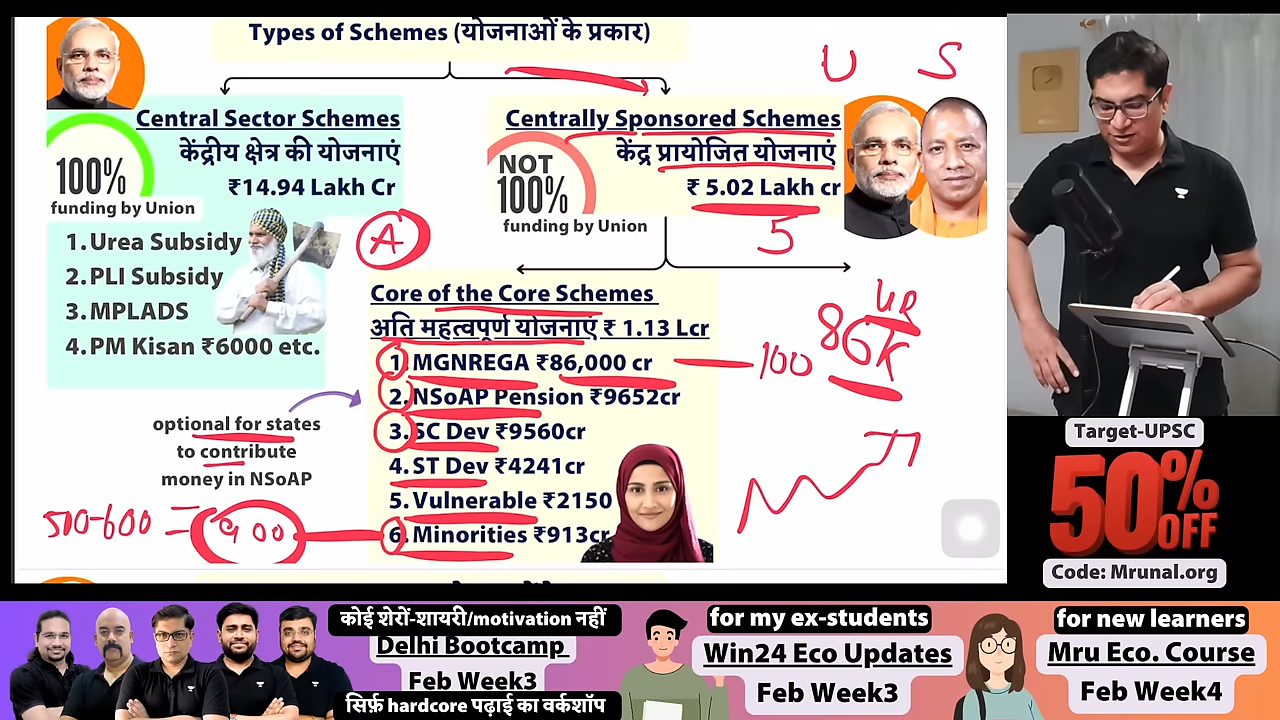 Types of Schemes (योजनाओं के प्रकार)
U S
Central Sector Schemes
केंद्रीय क्षेत्र की योजनाएं
100%
₹14.94 Lakh Cr
funding by Union
1. Urea Subsidy
2. PLI Subsidy
3. MPLADS
4. PM Kisan ₹6000 etc.
A
Centrally Sponsored Schemes
केंद्र प्रायोजित योजनाएं
NOT
100%
₹ 5.02 Lakh cr
funding by Union
5
Core of the Core Schemes
अति महत्वपूर्ण योजनाएं ₹ 1.13 Lcr
1. MGNREGA ₹86,000 cr
2. NSoAP Pension ₹9652cr
3. SC Dev ₹9560cr
4. ST Dev ₹4241cr
5. Vulnerable ₹2150
6. Minorities ₹913cr
100
86K
optional for states
to contribute
money in NSoAP
500-600 = 900
Target-UPSC
50% OFF
Code: Mrunal.org
कोई शेरों-शायरी/motivation नहीं
Delhi Bootcamp
Feb Week3
सिर्फ़ hardcore पढ़ाई का वर्कशॉप
for my ex-students
Win24 Eco Updates
Feb Week3
for new learners
Mru Eco. Course
Feb Week4